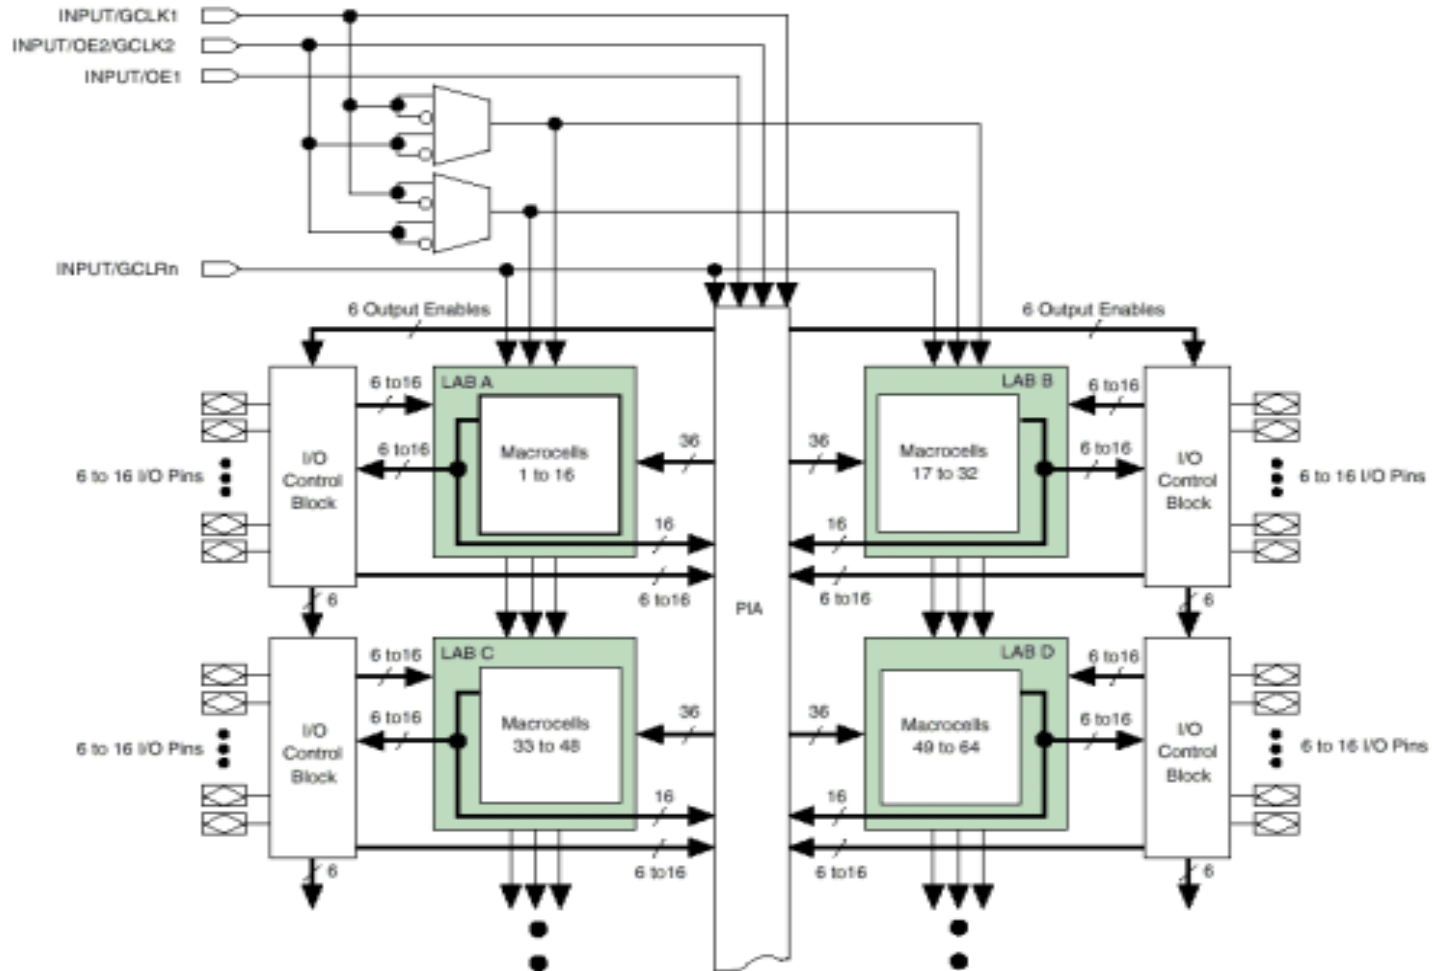 INPUT/GCLK1
INPUT/OE2/GCLK2
INPUT/OE1
INPUT/GCLRn
6 Output Enables
6 Output Enables
6 to16
LAB A
LAB B
6 to16
6 to 16 I/O Pins
I/O
Control
Block
6 to16
Macrocells
1 to 16
36
36
Macrocells
17 to 32
6 to16
I/O
Control
Block
6 to 16 I/O Pins
16
16
6 to16
6 to16
PIA
6
6
6 to16
LAB C
LAB D
6 to16
6 to 16 I/O Pins
I/O
Control
Block
6 to16
Macrocells
33 to 48
36
36
Macrocells
49 to 64
6 to16
I/O
Control
Block
6 to 16 I/O Pins
16
16
6 to16
6 to16
6
6